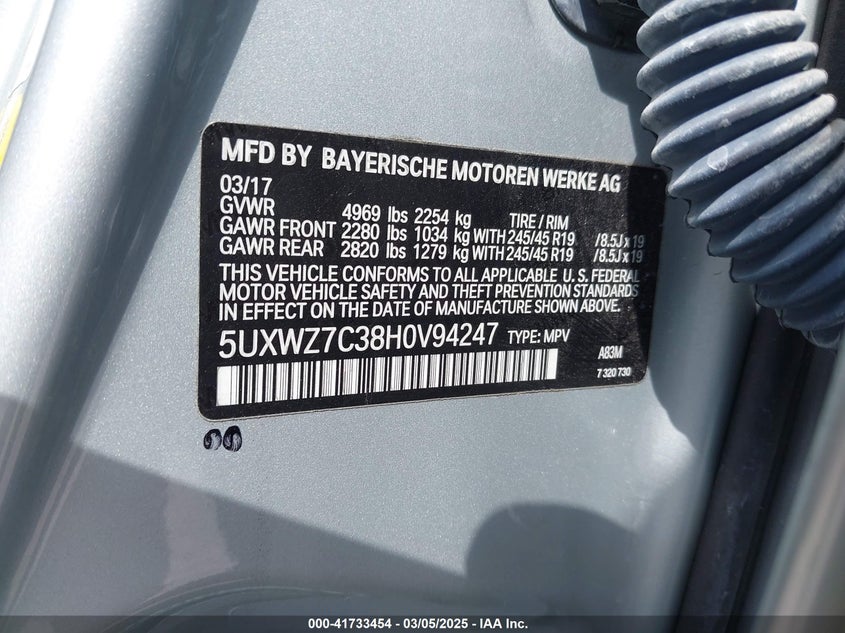 MFD BY BAYERISCHE MOTOREN WERKE AG
03/17
GVWR 4969 lbs 2254 kg TIRE / RIM
GAWR FRONT 2280 lbs 1034 kg WITH 245/45 R19 / 8.5J x 19
GAWR REAR 2820 lbs 1279 kg WITH 245/45 R19 / 8.5J x 19
THIS VEHICLE CONFORMS TO ALL APPLICABLE U. S. FEDERAL
MOTOR VEHICLE SAFETY AND THEFT PREVENTION STANDARDS
IN EFFECT ON THE DATE OF MANUFACTURE SHOWN ABOVE.
5UXWZ7C38H0V94247 TYPE: MPV
A83M
7 320 730
000-41733454 - 03/05/2025 - IAA Inc.